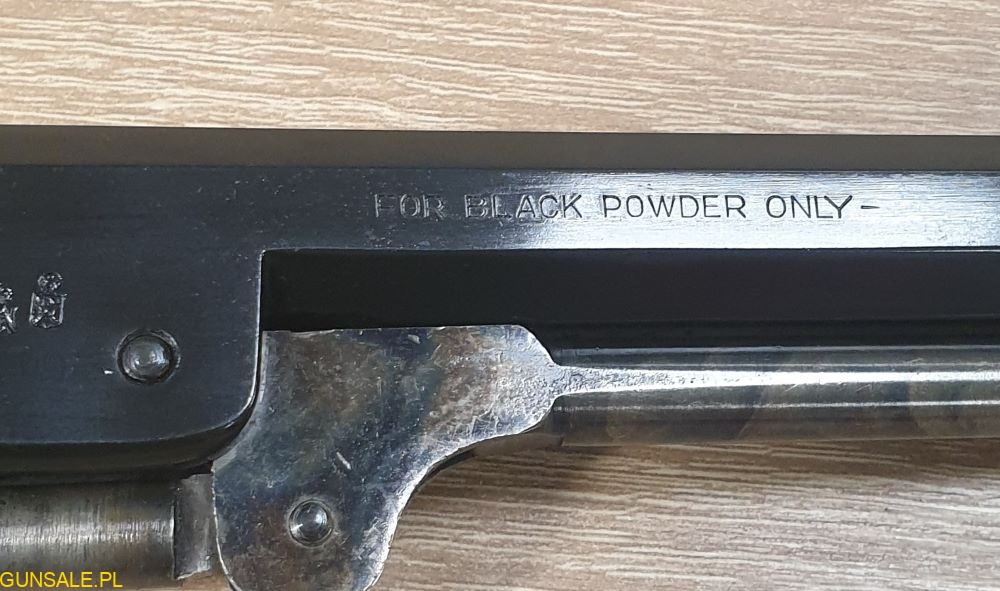 FOR BLACK POWDER ONLY-
GUNSALE.PL